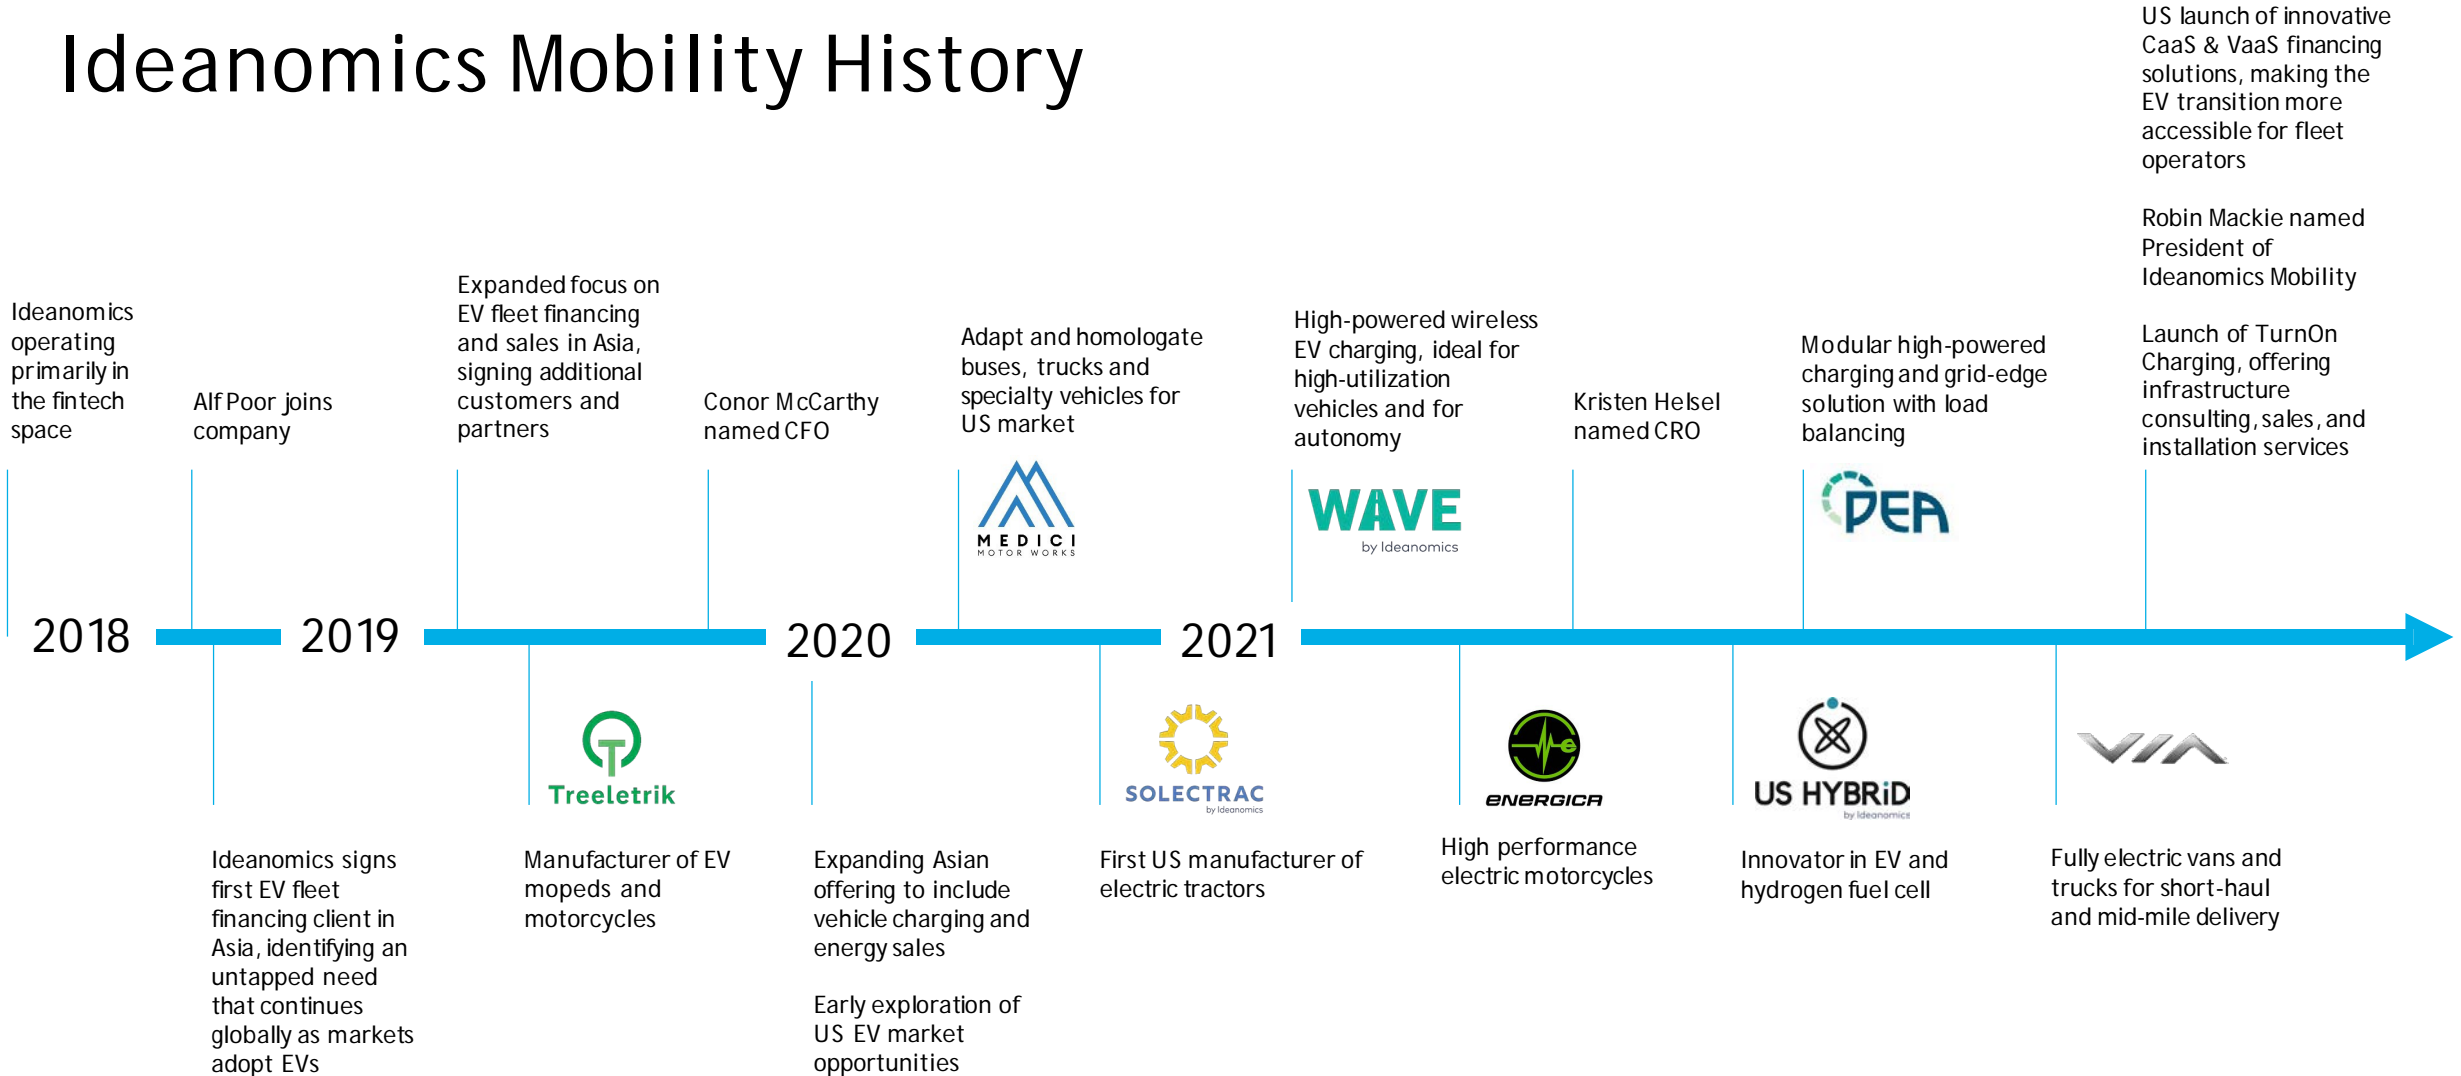 Ideanomics Mobility History
US launch of innovative
CaaS & VaaS financing
solutions, making the
EV transition more
accessible for fleet
operators
Robin Mackie named
President of
Ideanomics Mobility
Launch of TurnOn
Charging, offering
infrastructure
consulting, sales, and
installation services
Ideanomics
operating
primarily in
the fintech
space
Alf Poor joins
company
Expanded focus on
EV fleet financing
and sales in Asia,
signing additional
customers and
partners
Conor McCarthy
named CFO
Adapt and homologate
buses, trucks and
specialty vehicles for
US market
MEDICI
MOTOR WORKS
High-powered wireless
EV charging, ideal for
high-utilization
vehicles and for
autonomy
WAVE
by Ideanomics
Kristen Helsel
named CRO
Modular high-powered
charging and grid-edge
solution with load
balancing
PEA
2018
2019
2020
2021
Ideanomics signs
first EV fleet
financing client in
Asia, identifying an
untapped need
that continues
globally as markets
adopt EVs
Treeletrik
Manufacturer of EV
mopeds and
motorcycles
Expanding Asian
offering to include
vehicle charging and
energy sales
Early exploration of
US EV market
opportunities
SOLECTRAC
by Ideanomics
First US manufacturer of
electric tractors
e
ENERGICA
High performance
electric motorcycles
US HYBRiD
by Ideanomics
Innovator in EV and
hydrogen fuel cell
VIA
Fully electric vans and
trucks for short-haul
and mid-mile delivery